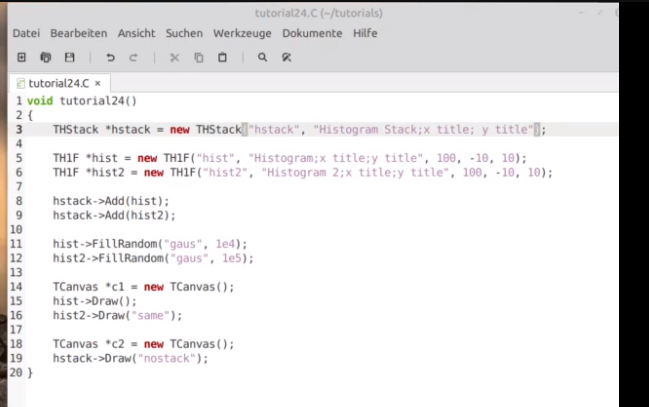 tutorial24.C (~/tutorials)
Datei Bearbeiten Ansicht Suchen Werkzeuge Dokumente Hilfe
tutorial24.C ×
1 void tutorial24()
2 {
3 THStack *hstack = new THStack("hstack", "Histogram Stack;x title; y title");
4
5 TH1F *hist = new TH1F("hist", "Histogram;x title;y title", 100, -10, 10);
6 TH1F *hist2 = new TH1F("hist2", "Histogram 2;x title;y title", 100, -10, 10);
7
8 hstack->Add(hist);
9 hstack->Add(hist2);
10
11 hist->FillRandom("gaus", 1e4);
12 hist2->FillRandom("gaus", 1e5);
13
14 TCanvas *c1 = new TCanvas();
15 hist->Draw();
16 hist2->Draw("same");
17
18 TCanvas *c2 = new TCanvas();
19 hstack->Draw("nostack");
20 }